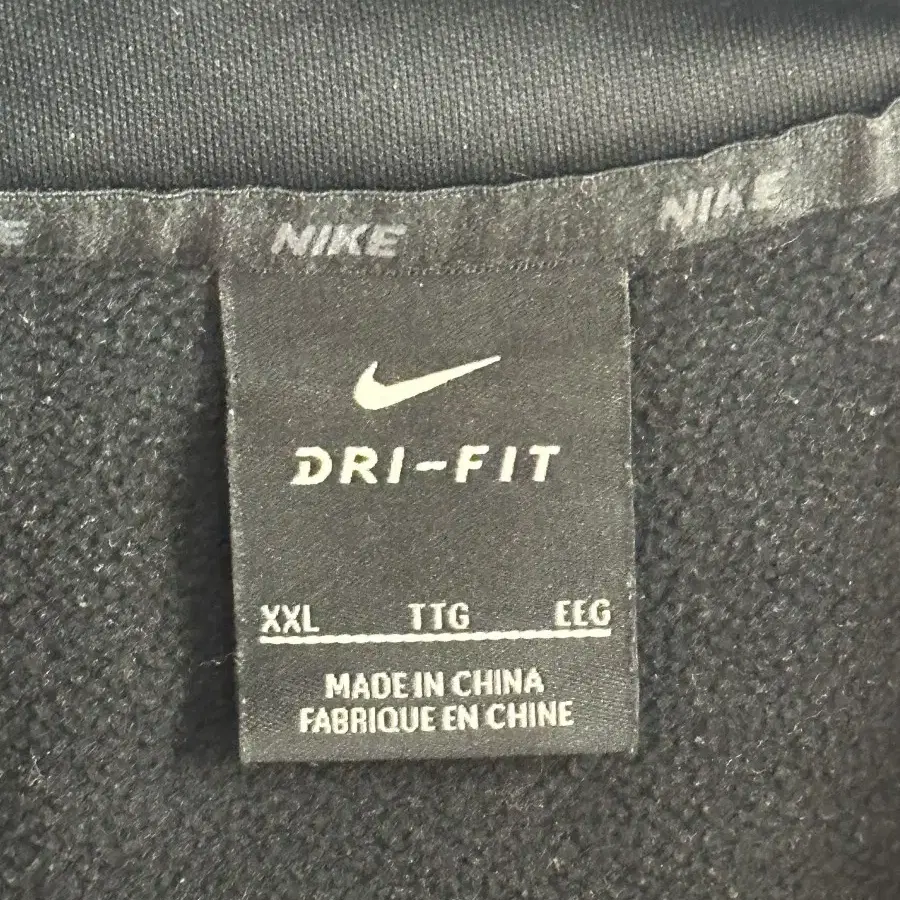 NIKE
NIKE
DRI-FIT
XXL TTG EEG
MADE IN CHINA
FABRIQUE EN CHINE